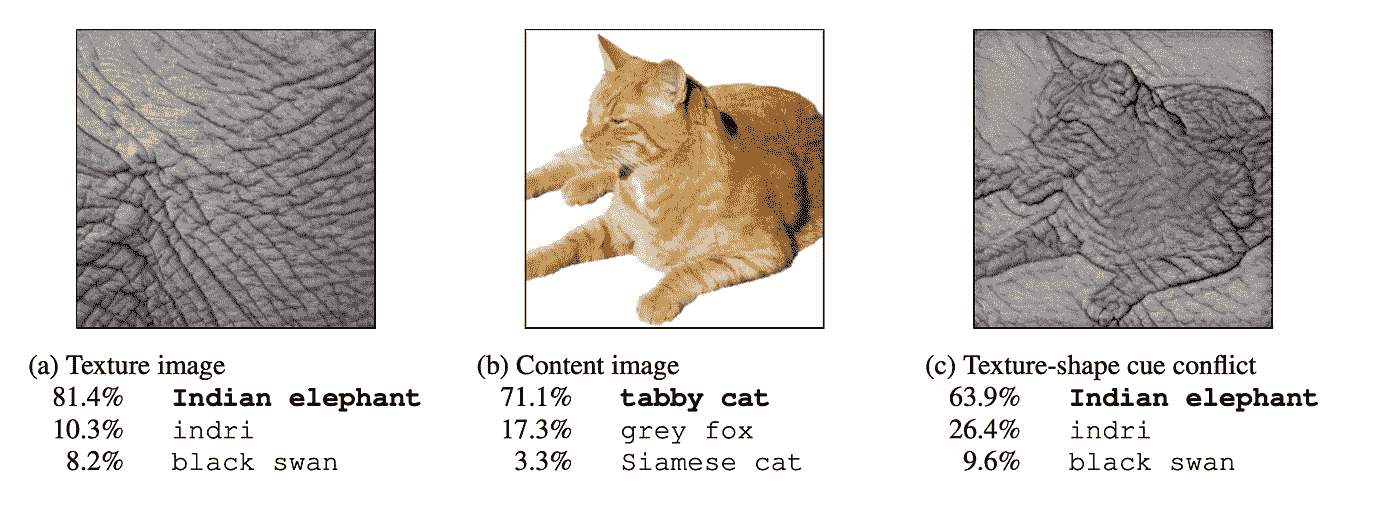 (a) Texture image
81.4% Indian elephant
10.3% indri
8.2% black swan
(b) Content image
71.1% tabby cat
17.3% grey fox
3.3% Siamese cat
(c) Texture-shape cue conflict
63.9% Indian elephant
26.4% indri
9.6% black swan